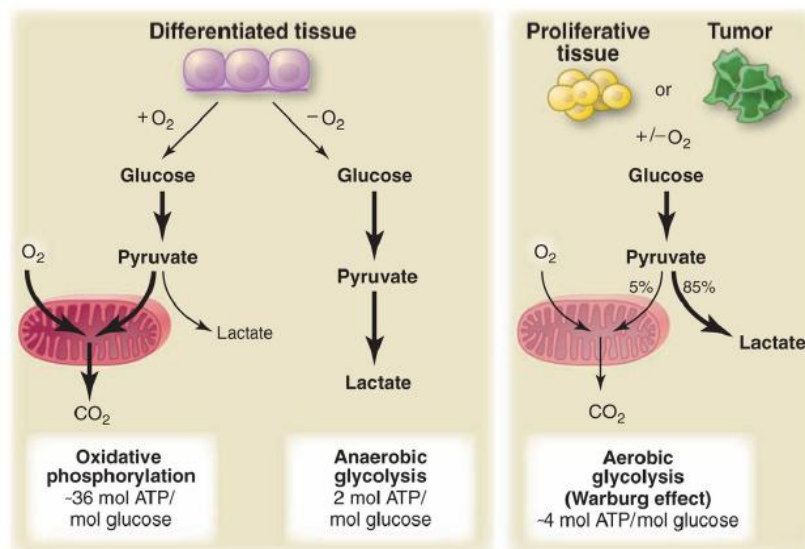 Differentiated tissue
+O2
−O2
Glucose
Pyruvate
O2
Lactate
CO2
Oxidative
phosphorylation
~36 mol ATP/
mol glucose
Glucose
Pyruvate
Lactate
Anaerobic
glycolysis
2 mol ATP/
mol glucose
Proliferative
tissue
or
Tumor
+/−O2
Glucose
O2
Pyruvate
5%
85%
Lactate
CO2
Aerobic
glycolysis
(Warburg effect)
~4 mol ATP/mol glucose